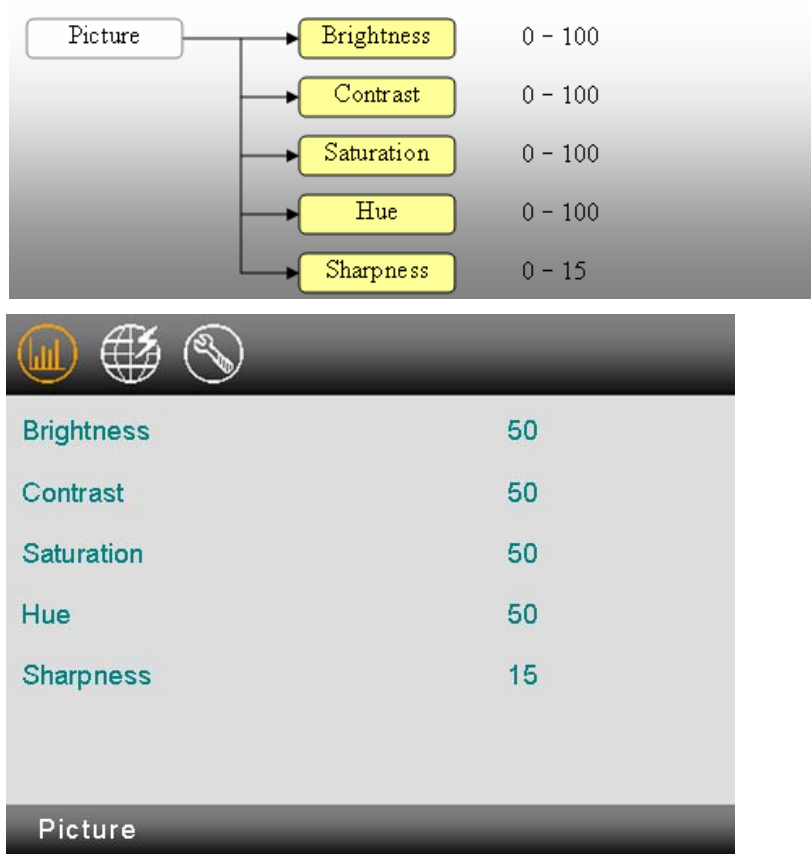 Picture Brightness 0 - 100
Contrast 0 - 100
Saturation 0 - 100
Hue 0 - 100
Sharpness 0 - 15
Brightness 50
Contrast 50
Saturation 50
Hue 50
Sharpness 15
Picture